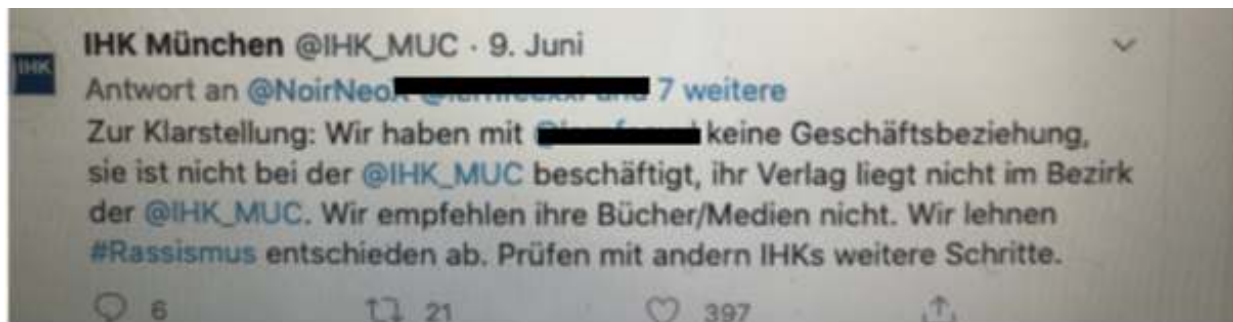 IHK München @IHK_MUC · 9. Juni
IHK
Antwort an @NoirNeoX 7 weitere
Zur Klarstellung: Wir haben mit keine Geschäftsbeziehung,
sie ist nicht bei der @IHK_MUC beschäftigt, ihr Verlag liegt nicht im Bezirk
der @IHK_MUC. Wir empfehlen ihre Bücher/Medien nicht. Wir lehnen
#Rassismus entschieden ab. Prüfen mit andern IHKs weitere Schritte.
6 21 397